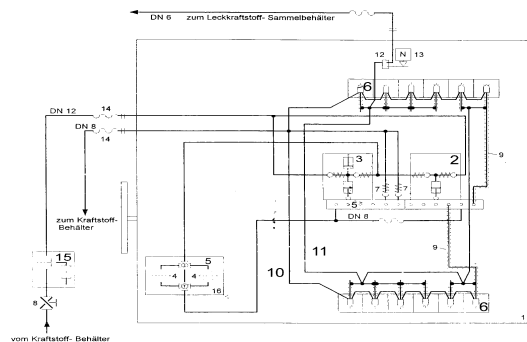 DN 6 zum Leckkraftstoff- Sammelbehälter
12 N 13
6
DN 12 14
DN 8
14
3 2
9
7 7
5
zum Kraftstoff-
Behälter
DN 8
15
5
11
9
4 4
10
8
16
6
1
vom Kraftstoff- Behälter